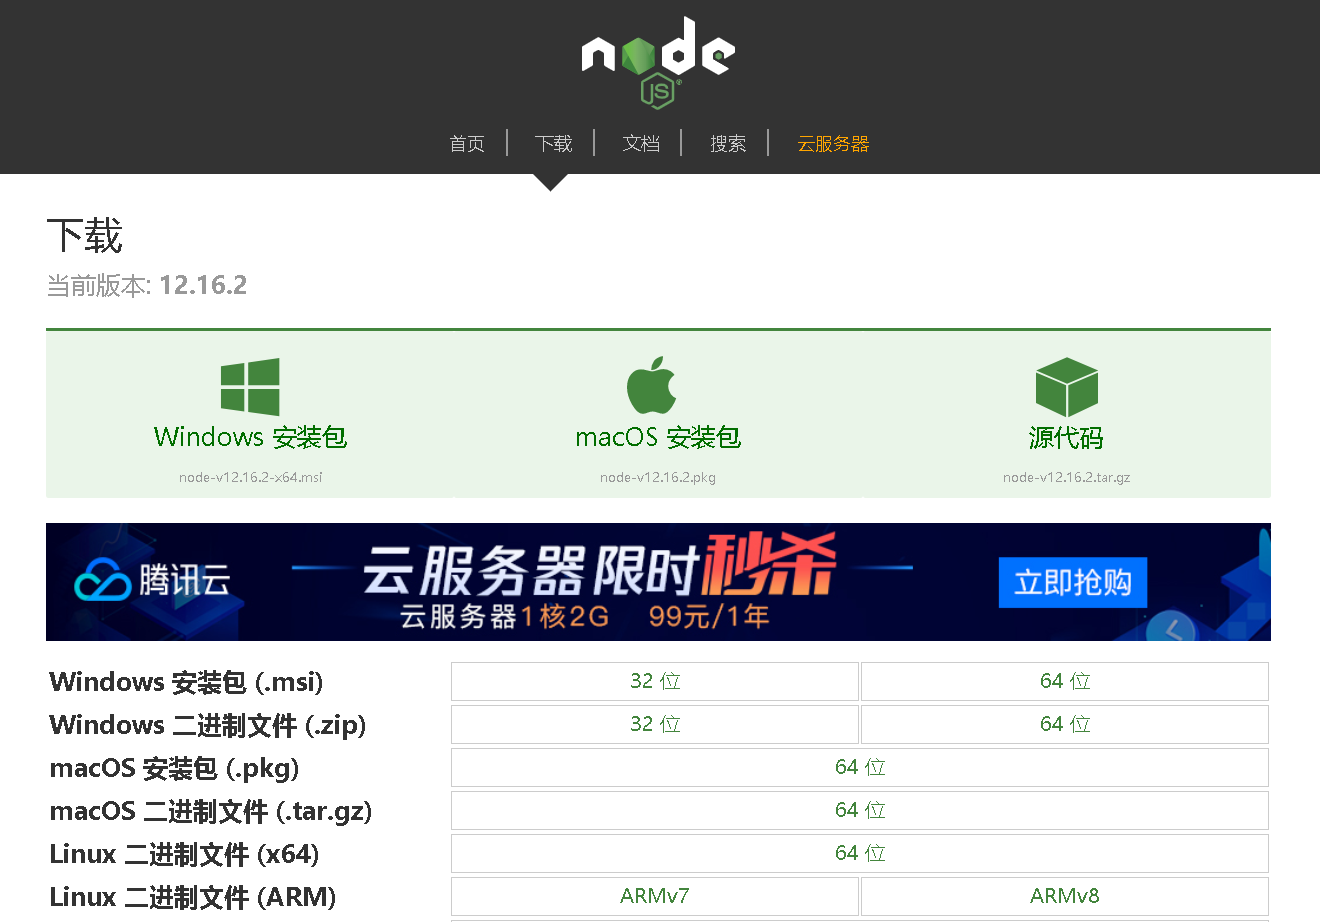 node
JS
首页 下载 文档 搜索 云服务器
下载
当前版本: 12.16.2
Windows 安装包 macOS 安装包 源代码
node-v12.16.2-x64.msi node-v12.16.2.pkg node-v12.16.2.tar.gz
腾讯云 云服务器限时秒杀 立即抢购
云服务器1核2G 99元/1年
Windows 安装包 (.msi) 32 位 64 位
Windows 二进制文件 (.zip) 32 位 64 位
macOS 安装包 (.pkg) 64 位
macOS 二进制文件 (.tar.gz) 64 位
Linux 二进制文件 (x64) 64 位
Linux 二进制文件 (ARM) ARMv7 ARMv8